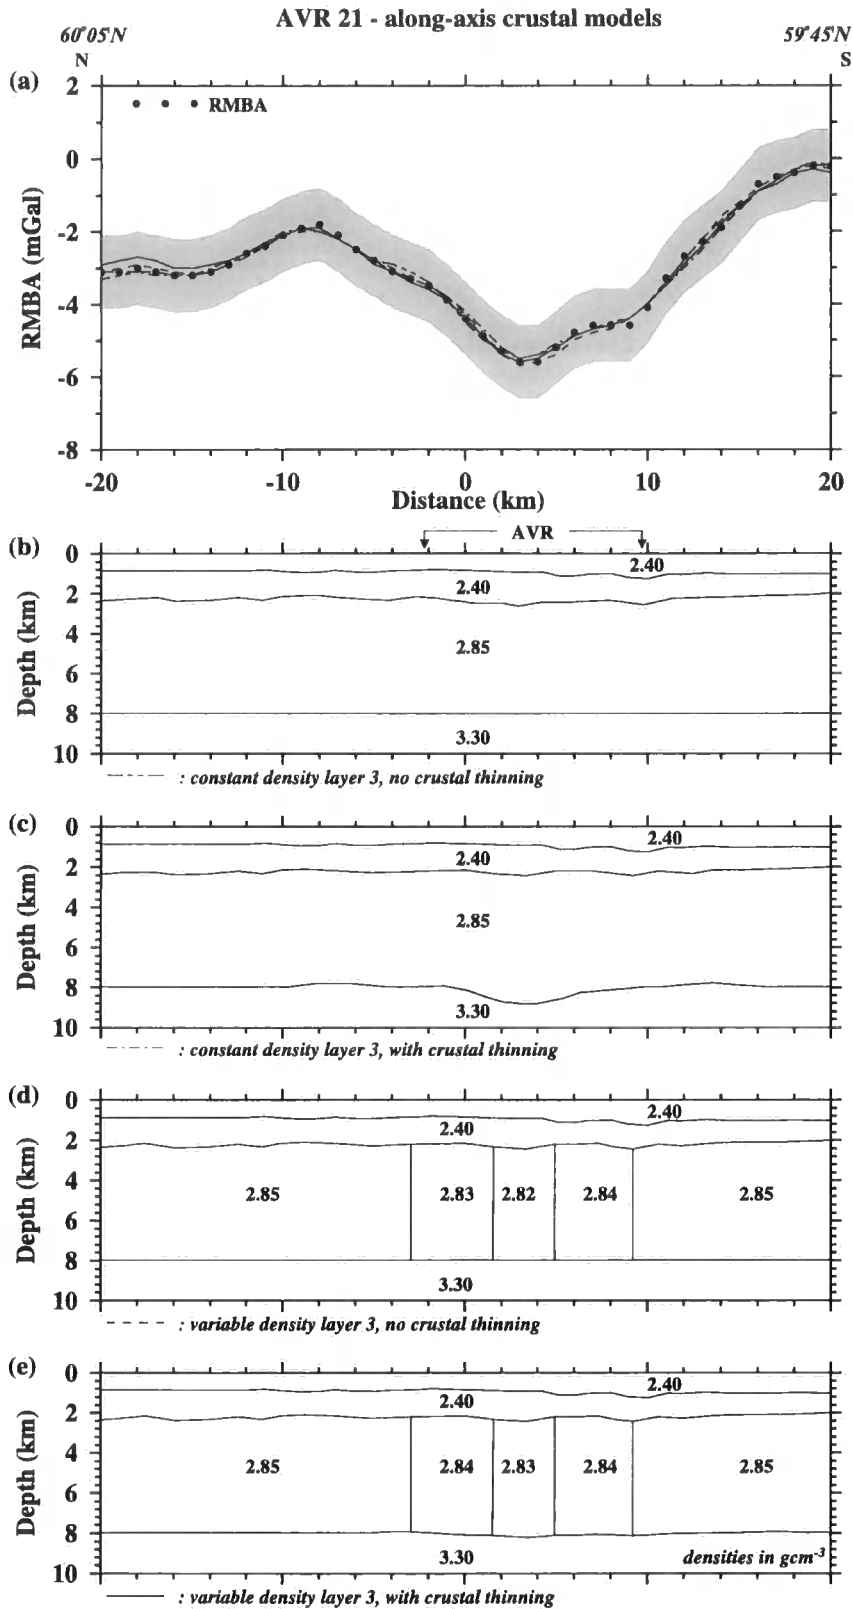 AVR 21 - along-axis crustal models
60°05'N
59°45'N
N
S
(a)
2
0
-2
-4
-6
-8
RMBA (mGal)
RMBA
-20
-10
0
10
20
Distance (km)
AVR
(b)
0
2
4
6
8
10
Depth (km)
2.40
2.40
2.85
3.30
: constant density layer 3, no crustal thinning
(c)
0
2
4
6
8
10
Depth (km)
2.40
2.40
2.85
3.30
: constant density layer 3, with crustal thinning
(d)
0
2
4
6
8
10
Depth (km)
2.40
2.40
2.85 2.83 2.82 2.84 2.85
3.30
: variable density layer 3, no crustal thinning
(e)
0
2
4
6
8
10
Depth (km)
2.40
2.40
2.85 2.84 2.83 2.84 2.85
3.30
densities in gcm-3
: variable density layer 3, with crustal thinning